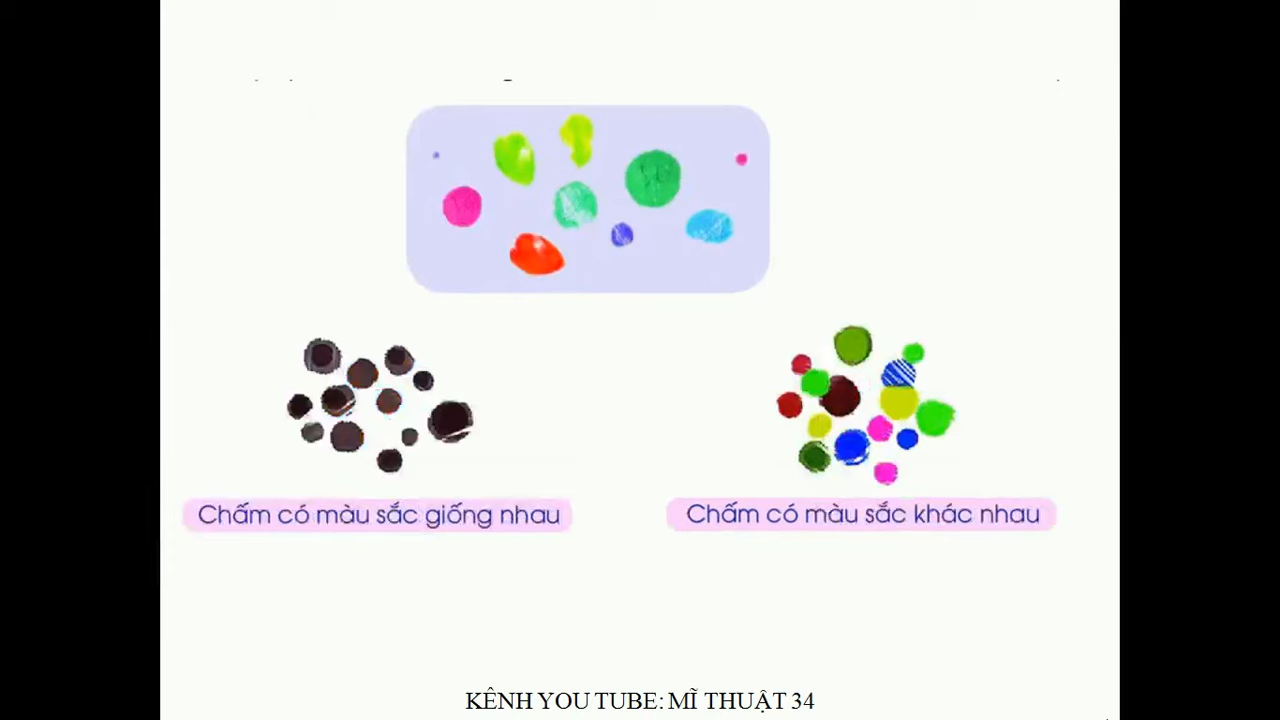 Chấm có màu sắc giống nhau
Chấm có màu sắc khác nhau
KÊNH YOU TUBE: MĨ THUẬT 34